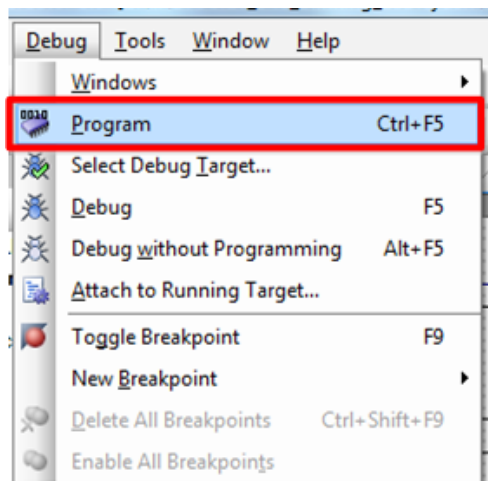 Debug Tools Window Help
Windows
Program Ctrl+F5
Select Debug Target...
Debug F5
Debug without Programming Alt+F5
Attach to Running Target...
Toggle Breakpoint F9
New Breakpoint
Delete All Breakpoints Ctrl+Shift+F9
Enable All Breakpoints